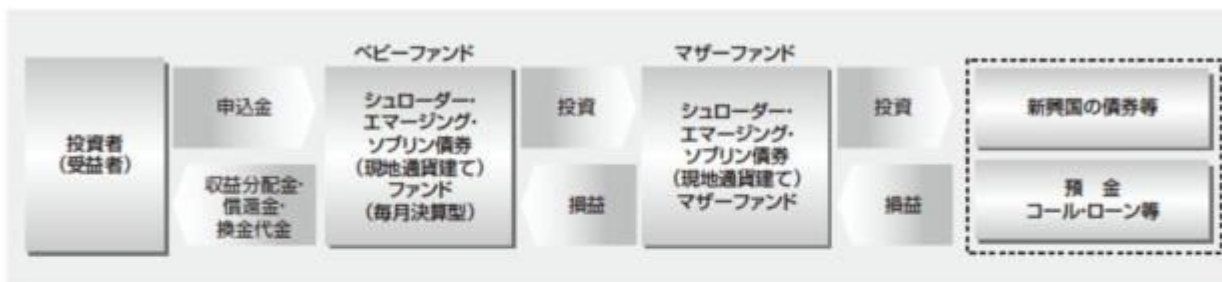 ベビーファンド
マザーファンド
投資者
(受益者)
申込金
収益分配金・
償還金・
換金代金
シュローダー・
エマージング・
ソブリン債券
(現地通貨建て)
ファンド
(毎月決算型)
投資
損益
シュローダー・
エマージング・
ソブリン債券
(現地通貨建て)
マザーファンド
投資
損益
新興国の債券等
預 金
コール・ローン等